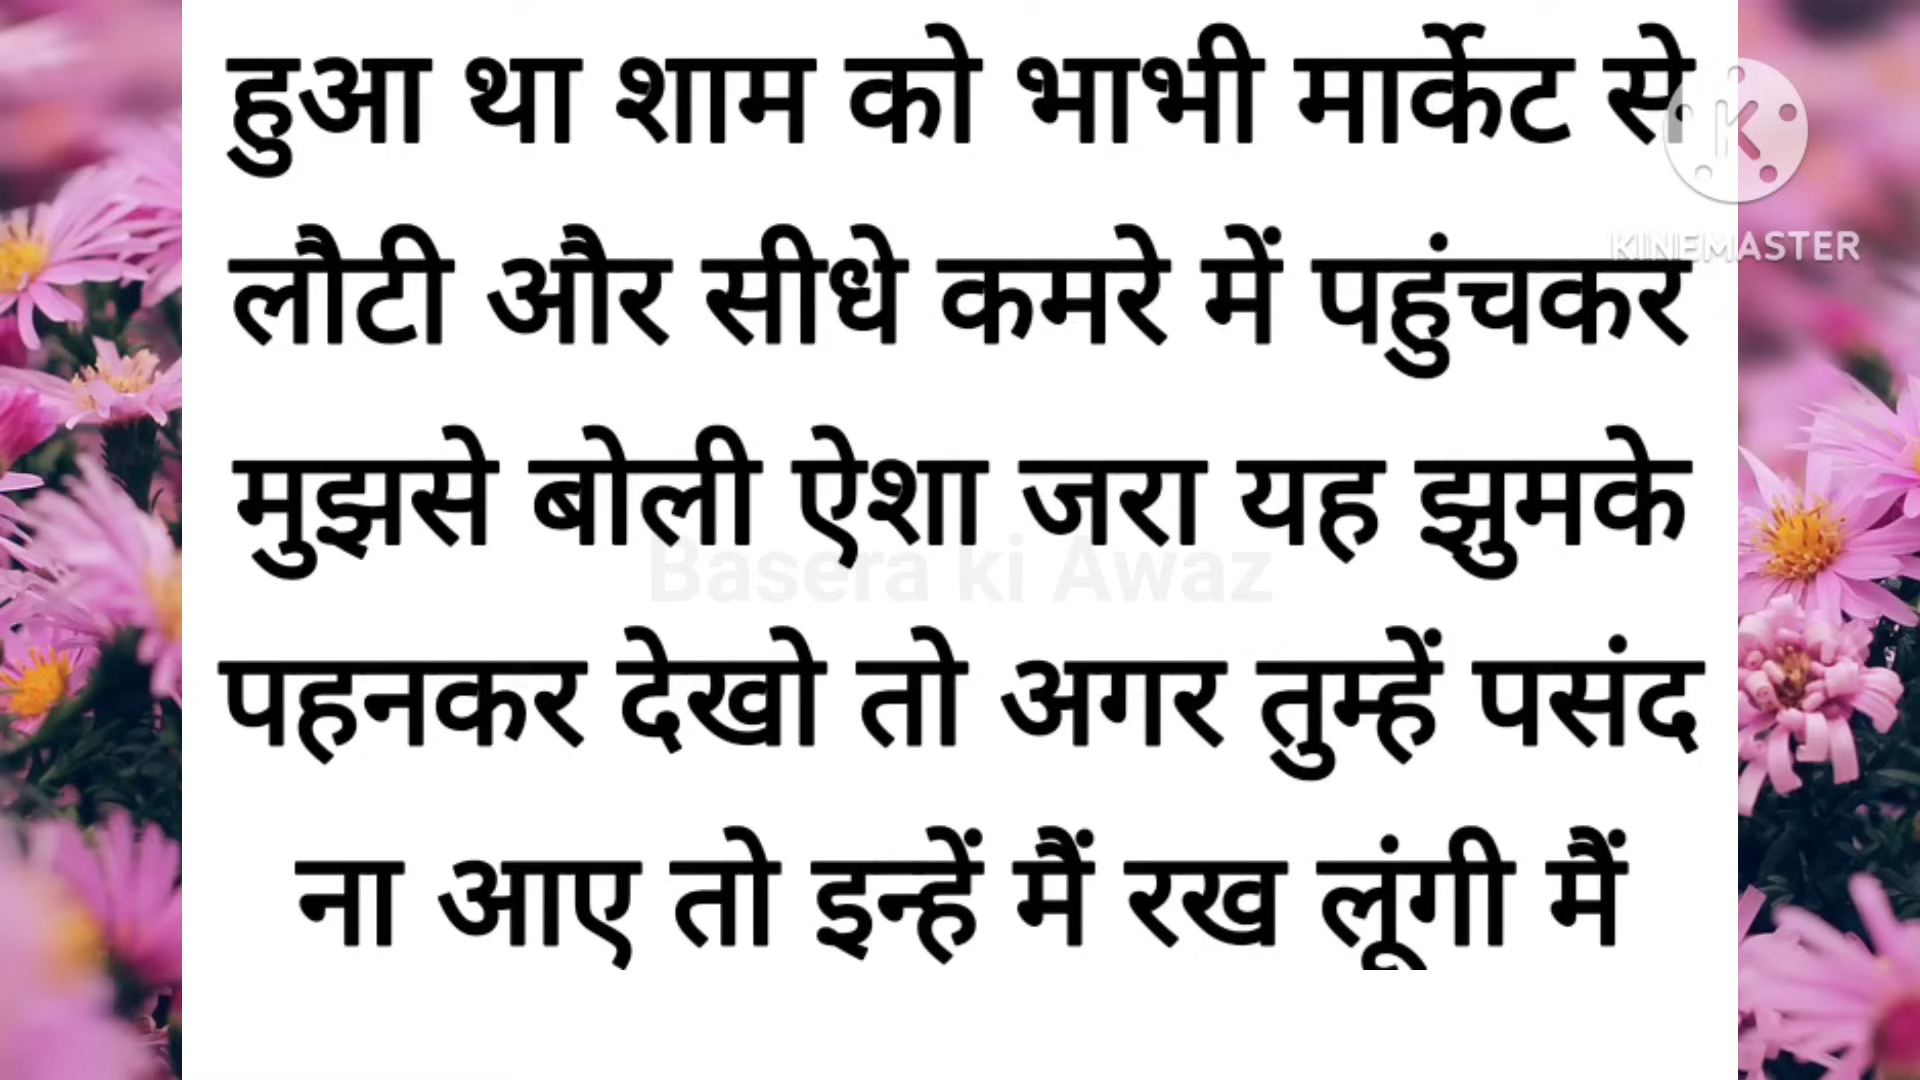 हुआ था शाम को भाभी मार्केट से
KINEMASTER
लौटी और सीधे कमरे में पहुंचकर
मुझसे बोली ऐशा जरा यह झुमके
Basera ki Awaz
पहनकर देखो तो अगर तुम्हें पसंद
ना आए तो इन्हें मैं रख लूंगी मैं